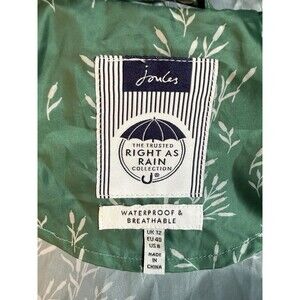 Joules
THE TRUSTED
RIGHT AS
RAIN
COLLECTION
®
WATERPROOF &
BREATHABLE
UK 12
EU 40
US 8
MADE IN
CHINA